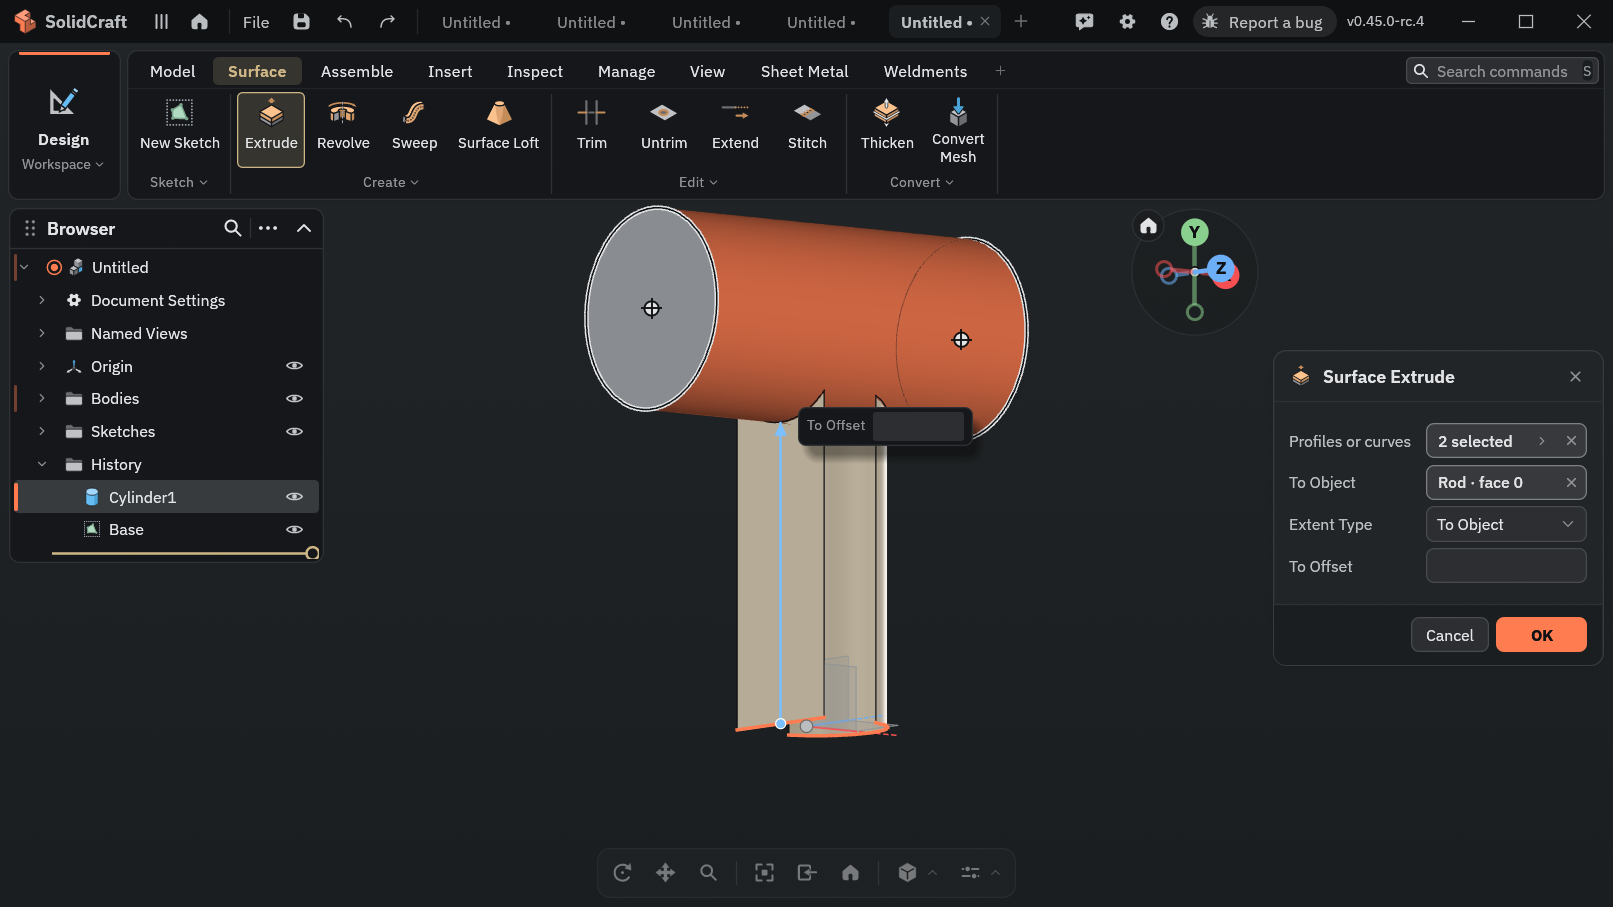 SolidCraft
File
Untitled •
Untitled •
Untitled •
Untitled •
Untitled •
Report a bug
v0.45.0-rc.4
Design
Workspace
Model
Surface
Assemble
Insert
Inspect
Manage
View
Sheet Metal
Weldments
Search commands
S
New Sketch
Extrude
Revolve
Sweep
Surface Loft
Trim
Untrim
Extend
Stitch
Thicken
Convert
Mesh
Sketch
Create
Edit
Convert
Browser
Untitled
Document Settings
Named Views
Origin
Bodies
Sketches
History
Cylinder1
Base
Y
Z
To Offset
Surface Extrude
Profiles or curves
2 selected
To Object
Rod · face 0
Extent Type
To Object
To Offset
Cancel
OK